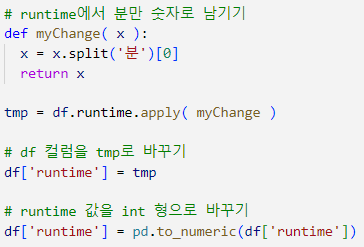 # runtime에서 분만 숫자로 남기기
def myChange( x ):
  x = x.split('분')[0]
  return x
tmp = df.runtime.apply( myChange )
# df 컬럼을 tmp로 바꾸기
df['runtime'] = tmp
# runtime 값을 int 형으로 바꾸기
df['runtime'] = pd.to_numeric(df['runtime'])